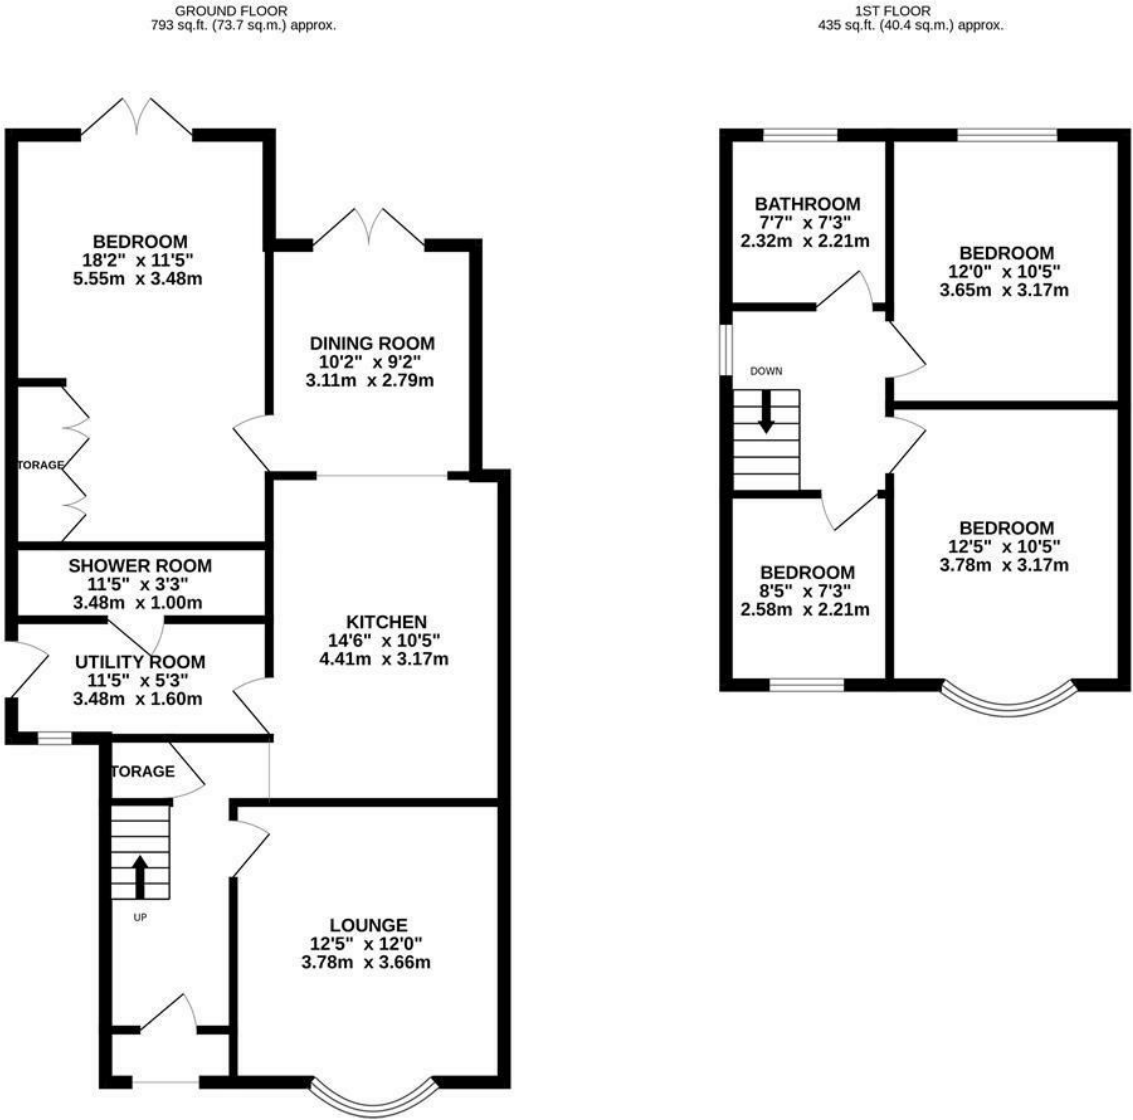 GROUND FLOOR
793 sq.ft. (73.7 sq.m.) approx.
BEDROOM
18'2" x 11'5"
5.55m x 3.48m
DINING ROOM
10'2" x 9'2"
3.11m x 2.79m
TORAGE
SHOWER ROOM
11'5" x 3'3"
3.48m x 1.00m
KITCHEN
14'6" x 10'5"
4.41m x 3.17m
UTILITY ROOM
11'5" x 5'3"
3.48m x 1.60m
TORAGE
UP
LOUNGE
12'5" x 12'0"
3.78m x 3.66m
1ST FLOOR
435 sq.ft. (40.4 sq.m.) approx.
BATHROOM
7'7" x 7'3"
2.32m x 2.21m
BEDROOM
12'0" x 10'5"
3.65m x 3.17m
DOWN
BEDROOM
12'5" x 10'5"
3.78m x 3.17m
BEDROOM
8'5" x 7'3"
2.58m x 2.21m